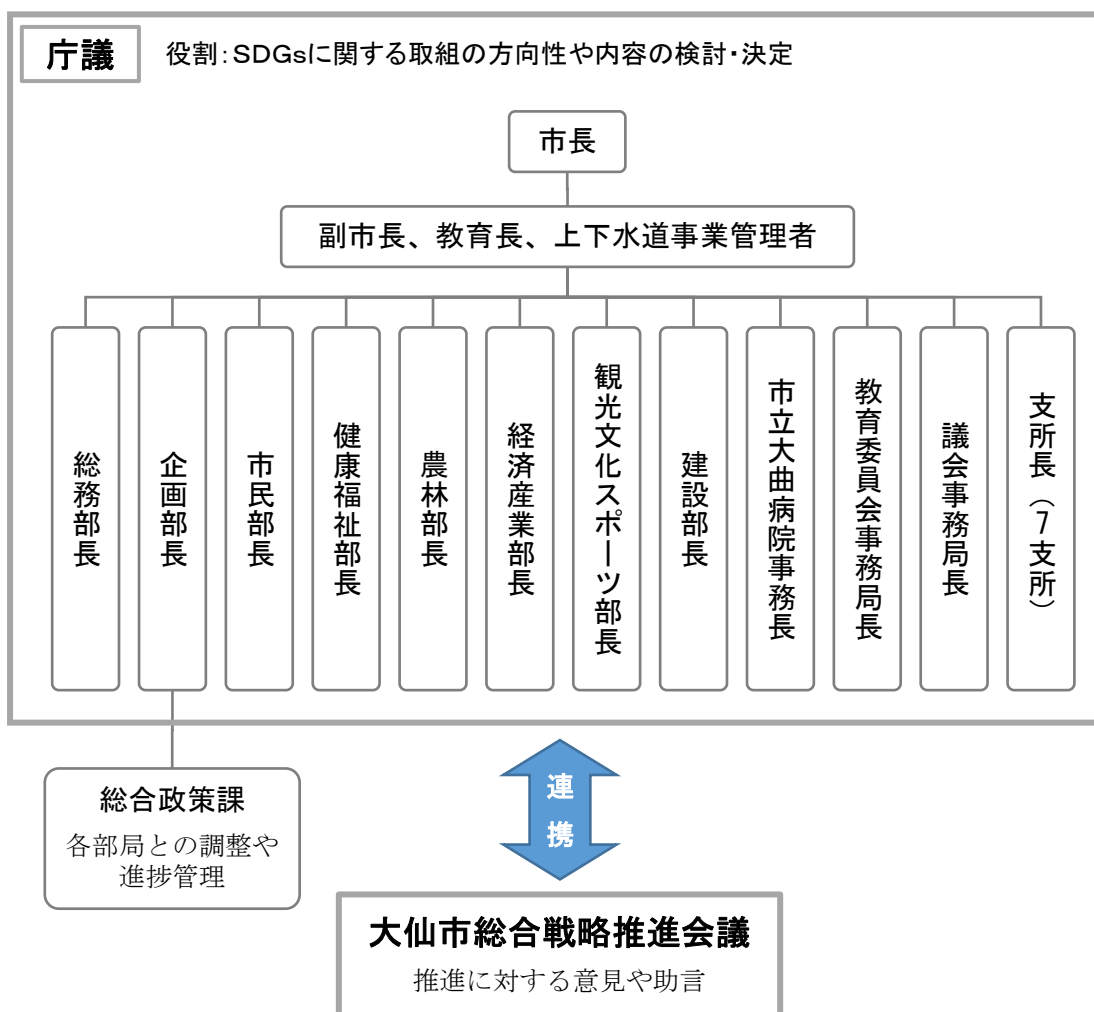 庁議
役割：SDGsに関する取組の方向性や内容の検討・決定
市長
副市長、教育長、上下水道事業管理者
総務部長
企画部長
市民部長
健康福祉部長
農林部長
経済産業部長
観光文化スポーツ部長
建設部長
市立大曲病院事務長
教育委員会事務局長
議会事務局長
支所長（7支所）
総合政策課
各部局との調整や
進捗管理
連携
大仙市総合戦略推進会議
推進に対する意見や助言